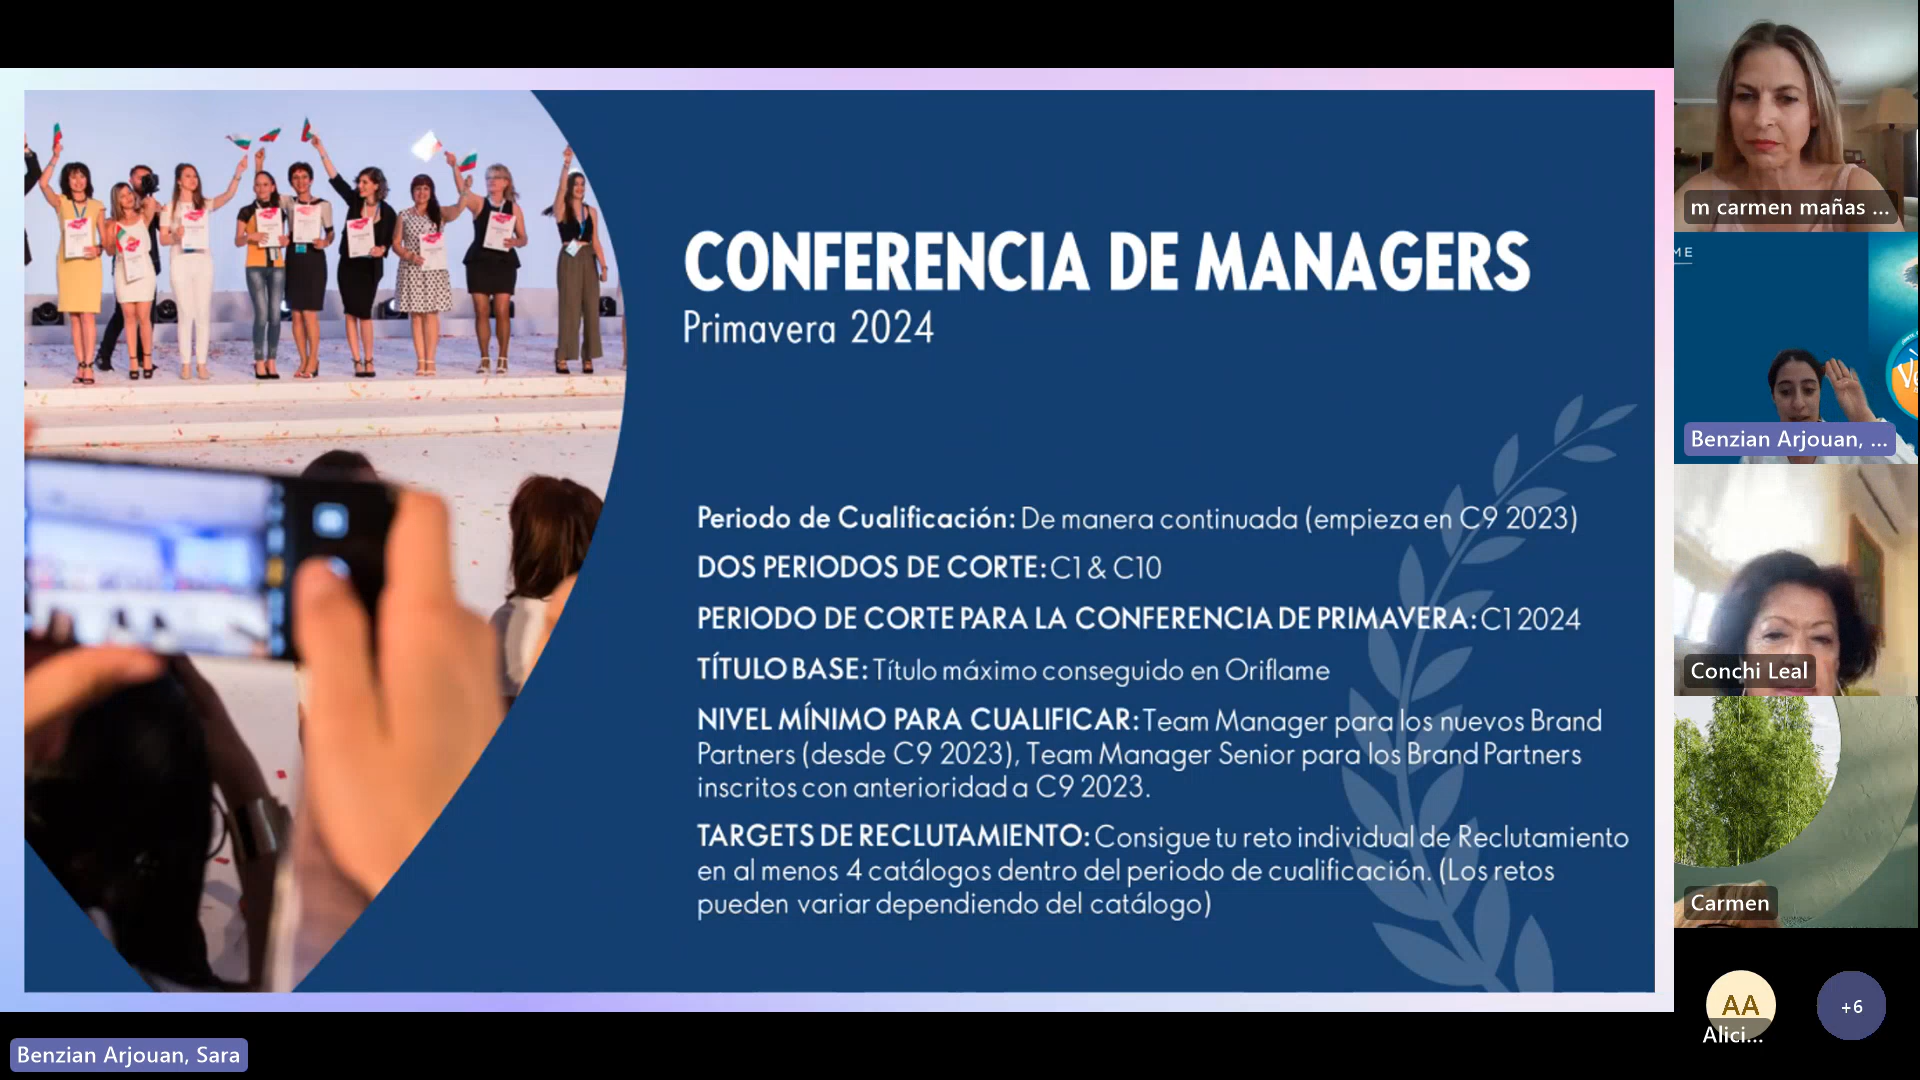 CONFERENCIA DE MANAGERS
Primavera 2024
Periodo de Cualificación: De manera continuada (empieza en C9 2023)
DOS PERIODOS DE CORTE: C1 & C10
PERIODO DE CORTE PARA LA CONFERENCIA DE PRIMAVERA: C1 2024
TÍTULO BASE: Título máximo conseguido en Oriflame
NIVEL MÍNIMO PARA CUALIFICAR: Team Manager para los nuevos Brand
Partners (desde C9 2023), Team Manager Senior para los Brand Partners
inscritos con anterioridad a C9 2023.
TARGETS DE RECLUTAMIENTO: Consigue tu reto individual de Reclutamiento
en al menos 4 catálogos dentro del periodo de cualificación. (Los retos
pueden variar dependiendo del catálogo)
Benzian Arjouan, Sara
m carmen mañas ...
ME
Benzian Arjouan, ...
Conchi Leal
Carmen
AA
Alici...
+6